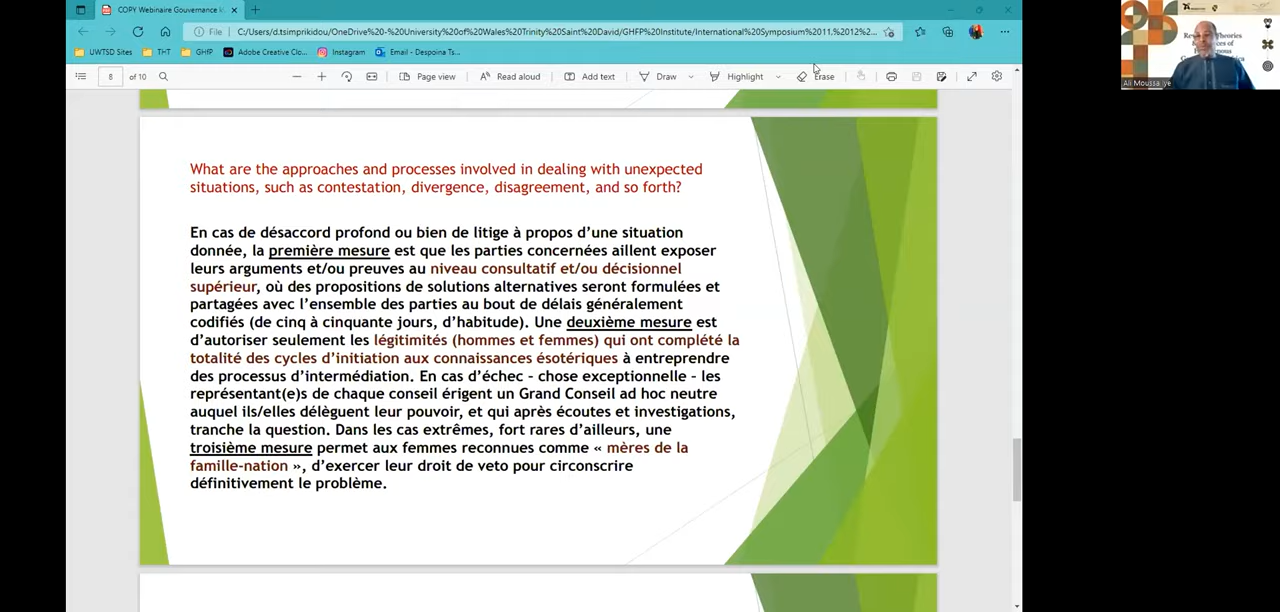 COPY Webinaire Gouvernance k
File
C:/Users/d.tsimprikidou/OneDrive%20-%20University%20of%20Wales%20Trinity%20Saint%20David/GHFP%20Institute/International%20Symposium%2011.%2012%2...
UWTSD Sites
THT
GHIP
Adobe Creative Clo...
Instagram
Email - Despoina Ts...
8 of 10
Page view
Read aloud
Add text
Draw
Highlight
Erase
What are the approaches and processes involved in dealing with unexpected
situations, such as contestation, divergence, disagreement, and so forth?
En cas de désaccord profond ou bien de litige à propos d’une situation
donnée, la première mesure est que les parties concernées aillent exposer
leurs arguments et/ou preuves au niveau consultatif et/ou décisionnel
supérieur, où des propositions de solutions alternatives seront formulées et
partagées avec l’ensemble des parties au bout de délais généralement
codifiés (de cinq à cinquante jours, d’habitude). Une deuxième mesure est
d’autoriser seulement les légitimités (hommes et femmes) qui ont complété la
totalité des cycles d’initiation aux connaissances ésotériques à entreprendre
des processus d’intermédiation. En cas d’échec – chose exceptionnelle – les
représentant(e)s de chaque conseil érigent un Grand Conseil ad hoc neutre
auquel ils/elles délèguent leur pouvoir, et qui après écoutes et investigations,
tranche la question. Dans les cas extrêmes, fort rares d’ailleurs, une
troisième mesure permet aux femmes reconnues comme « mères de la
famille-nation », d’exercer leur droit de veto pour circonscrire
définitivement le problème.
Ali Moussa